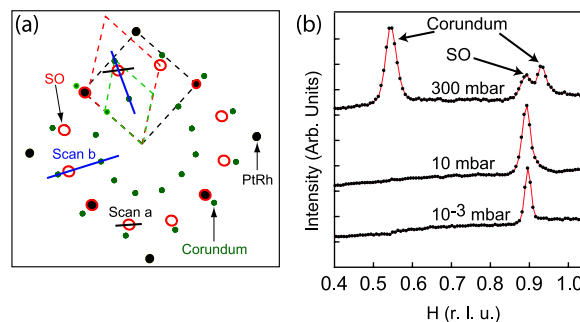 (a)
SO
Scan b
PtRh
Scan a
Corundum
(b)
Intensity (Arb. Units)
Corundum
SO
300 mbar
10 mbar
10-3 mbar
0.4 0.5 0.6 0.7 0.8 0.9 1.0
H (r. l. u.)